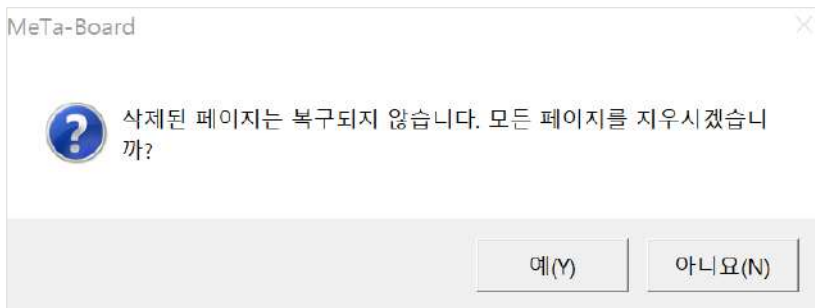 MeTa-Board
삭제된 페이지는 복구되지 않습니다. 모든 페이지를 지우시겠습니
까?
예(Y)
아니요(N)